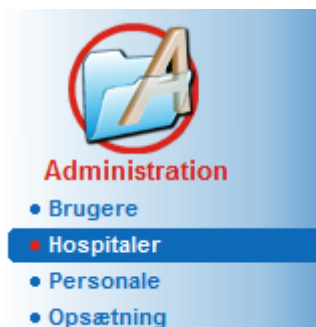 Administration
Brugere
Hospitaler
Personale
Opsætning